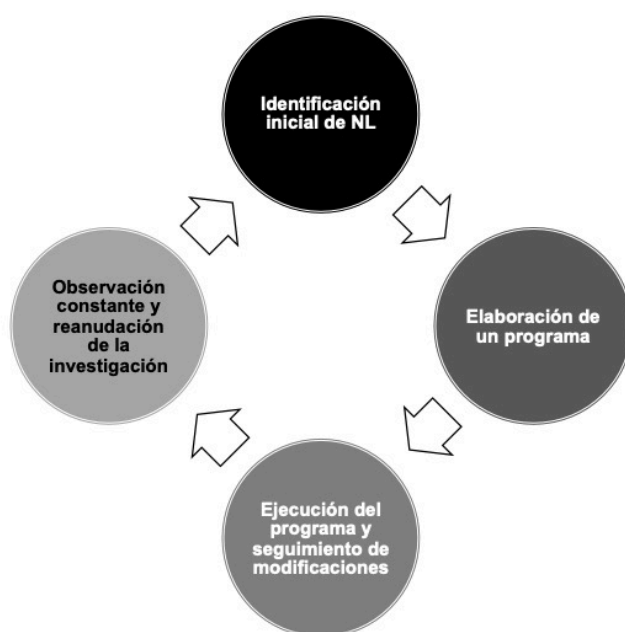 Identificación
inicial de NL
Elaboración de
un programa
Ejecución del
programa y
seguimiento de
modificaciones
Observación
constante y
reanudación
de la
investigación